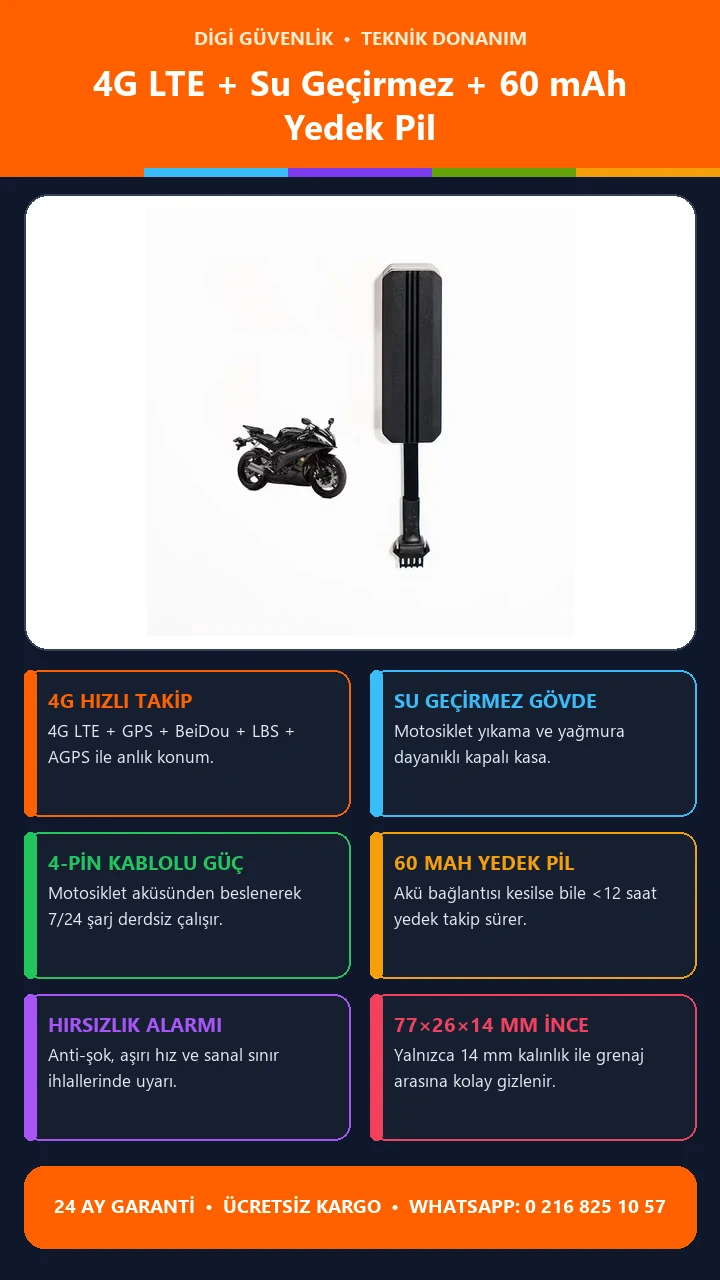 DİGİ GÜVENLİK • TEKNİK DONANIM
4G LTE + Su Geçirmez + 60 mAh
Yedek Pil
4G HIZLI TAKİP
4G LTE + GPS + BeiDou + LBS +
AGPS ile anlık konum.
SU GEÇİRMEZ GÖVDE
Motosiklet yıkama ve yağmura
dayanıklı kapalı kasa.
4-PİN KABLOLU GÜÇ
Motosiklet aküsünden beslenerek
7/24 şarj derdsiz çalışır.
60 MAH YEDEK PİL
Akü bağlantısı kesilse bile <12 saat
yedek takip sürer.
HIRSIZLIK ALARMI
Anti-şok, aşırı hız ve sanal sınır
ihlallerinde uyarı.
77×26×14 MM İNCE
Yalnızca 14 mm kalınlık ile grenaj
arasına kolay gizlenir.
24 AY GARANTİ • ÜCRETSİZ KARGO • WHATSAPP: 0 216 825 10 57